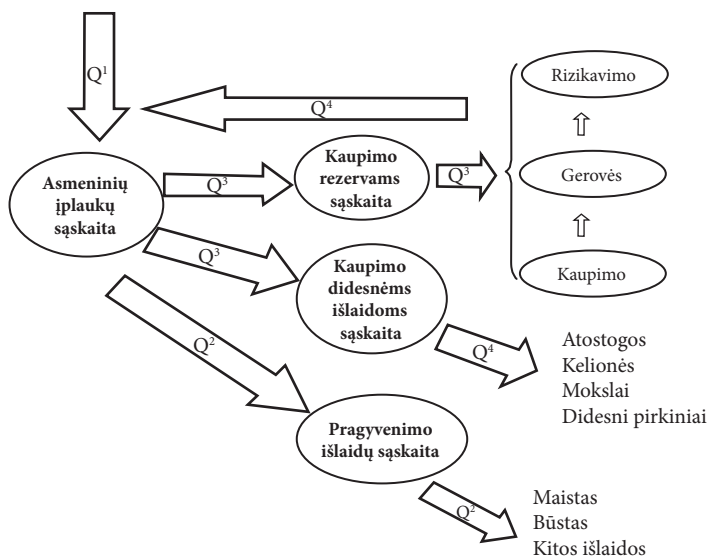 Q¹
Q⁴
Rizikavimo
Asmeninių
įplaukų
sąskaita
Q³
Kaupimo
rezervams
sąskaita
Q³
Gerovės
Kaupimo
Q³
Kaupimo
didesnėms
išlaidoms
sąskaita
Q⁴
Atostogos
Kelionės
Mokslai
Didesni pirkiniai
Q²
Pragyvenimo
išlaidų sąskaita
Q²
Maistas
Būstas
Kitos išlaidos